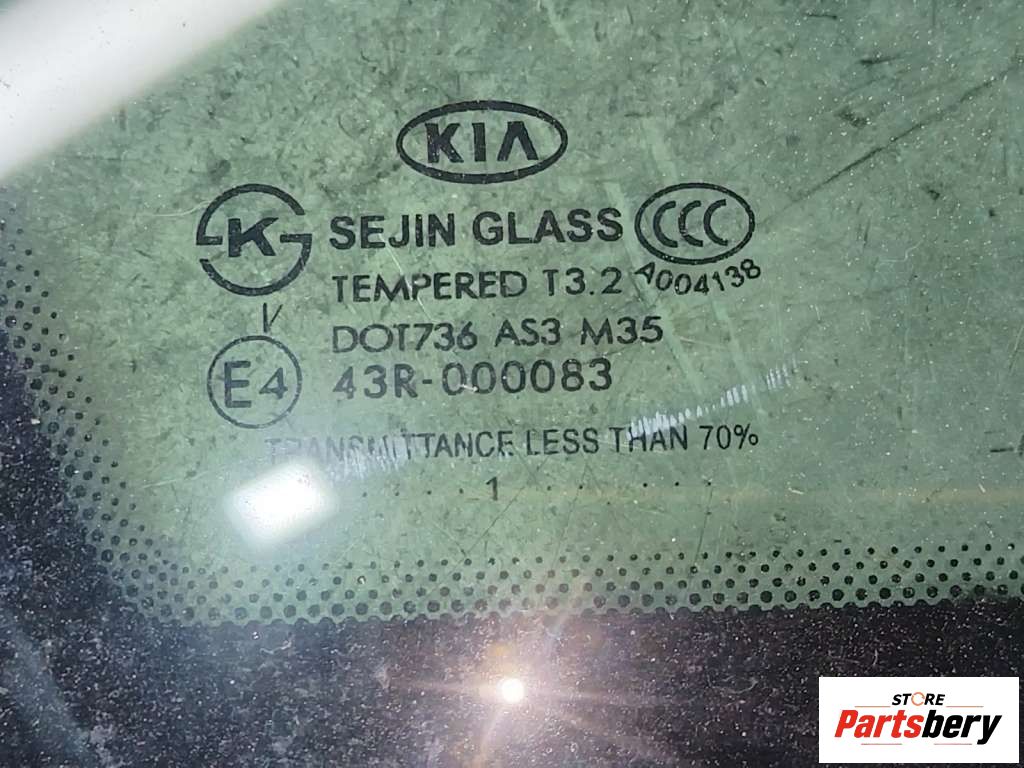 KIA
K SEJIN GLASS CCC
TEMPERED T3.2 A004138
V
DOT736 AS3 M35
E4 43R-000083
TRANSMITTANCE LESS THAN 70%
. . . . 1 . . . . . . .
STORE
Partsbery